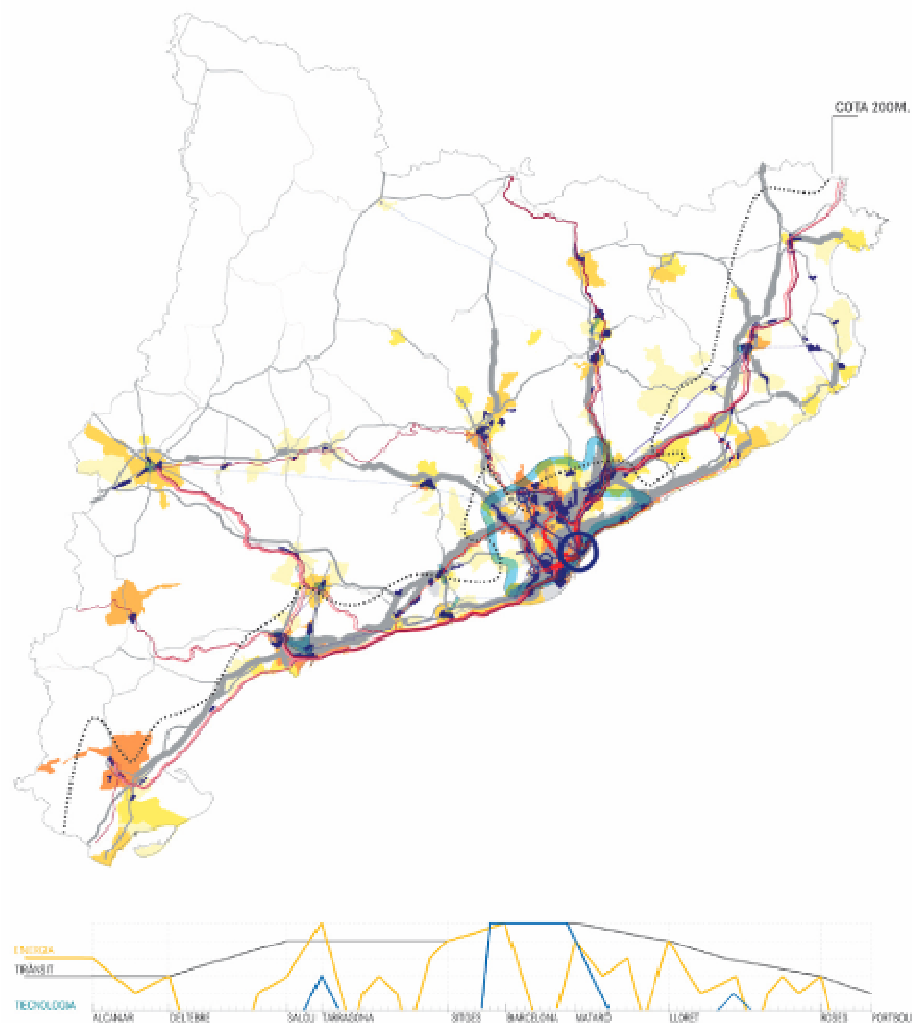 COTA 200M.
ENERGIA
TRÀNSIT
TECNOLOGIA
ALCANAR DELTEBRE SALOU TARRAGONA SITGES BARCELONA MATARÓ LLORET ROSES PORTBOU